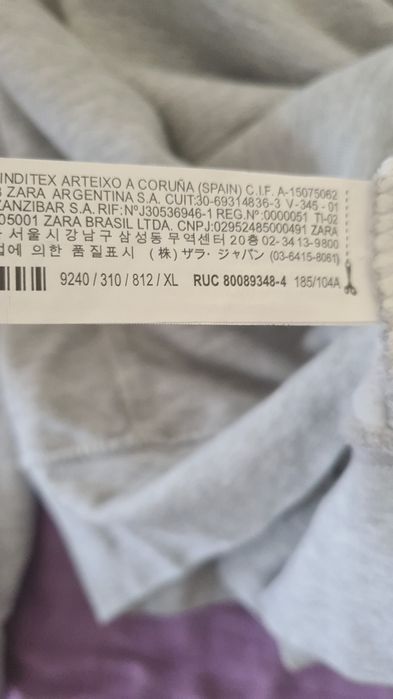 INDITEX ARTEIXO A CORUÑA (SPAIN) C.I.F. A-15075062
ZARA ARGENTINA S.A. CUIT:30-69314836-3 V-345 - 01
ZANZIBAR S.A. RIF:NºJ30536946-1 REG.Nº:0000051 TI-02
05001 ZARA BRASIL LTDA. CNPJ:02952485000491 ZARA
서울시강남구삼성동무역센터20층 02-3413-9800
법에 의한 품질표시 (株) ザラ・ジャパン (03-6415-8061)
9240 / 310 / 812 / XL RUC 80089348-4 185/104A